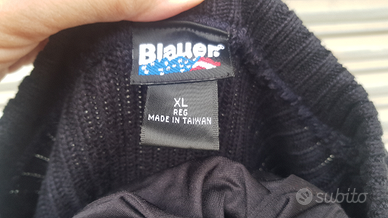 Blauer.
XL
REG
MADE IN TAIWAN
subito